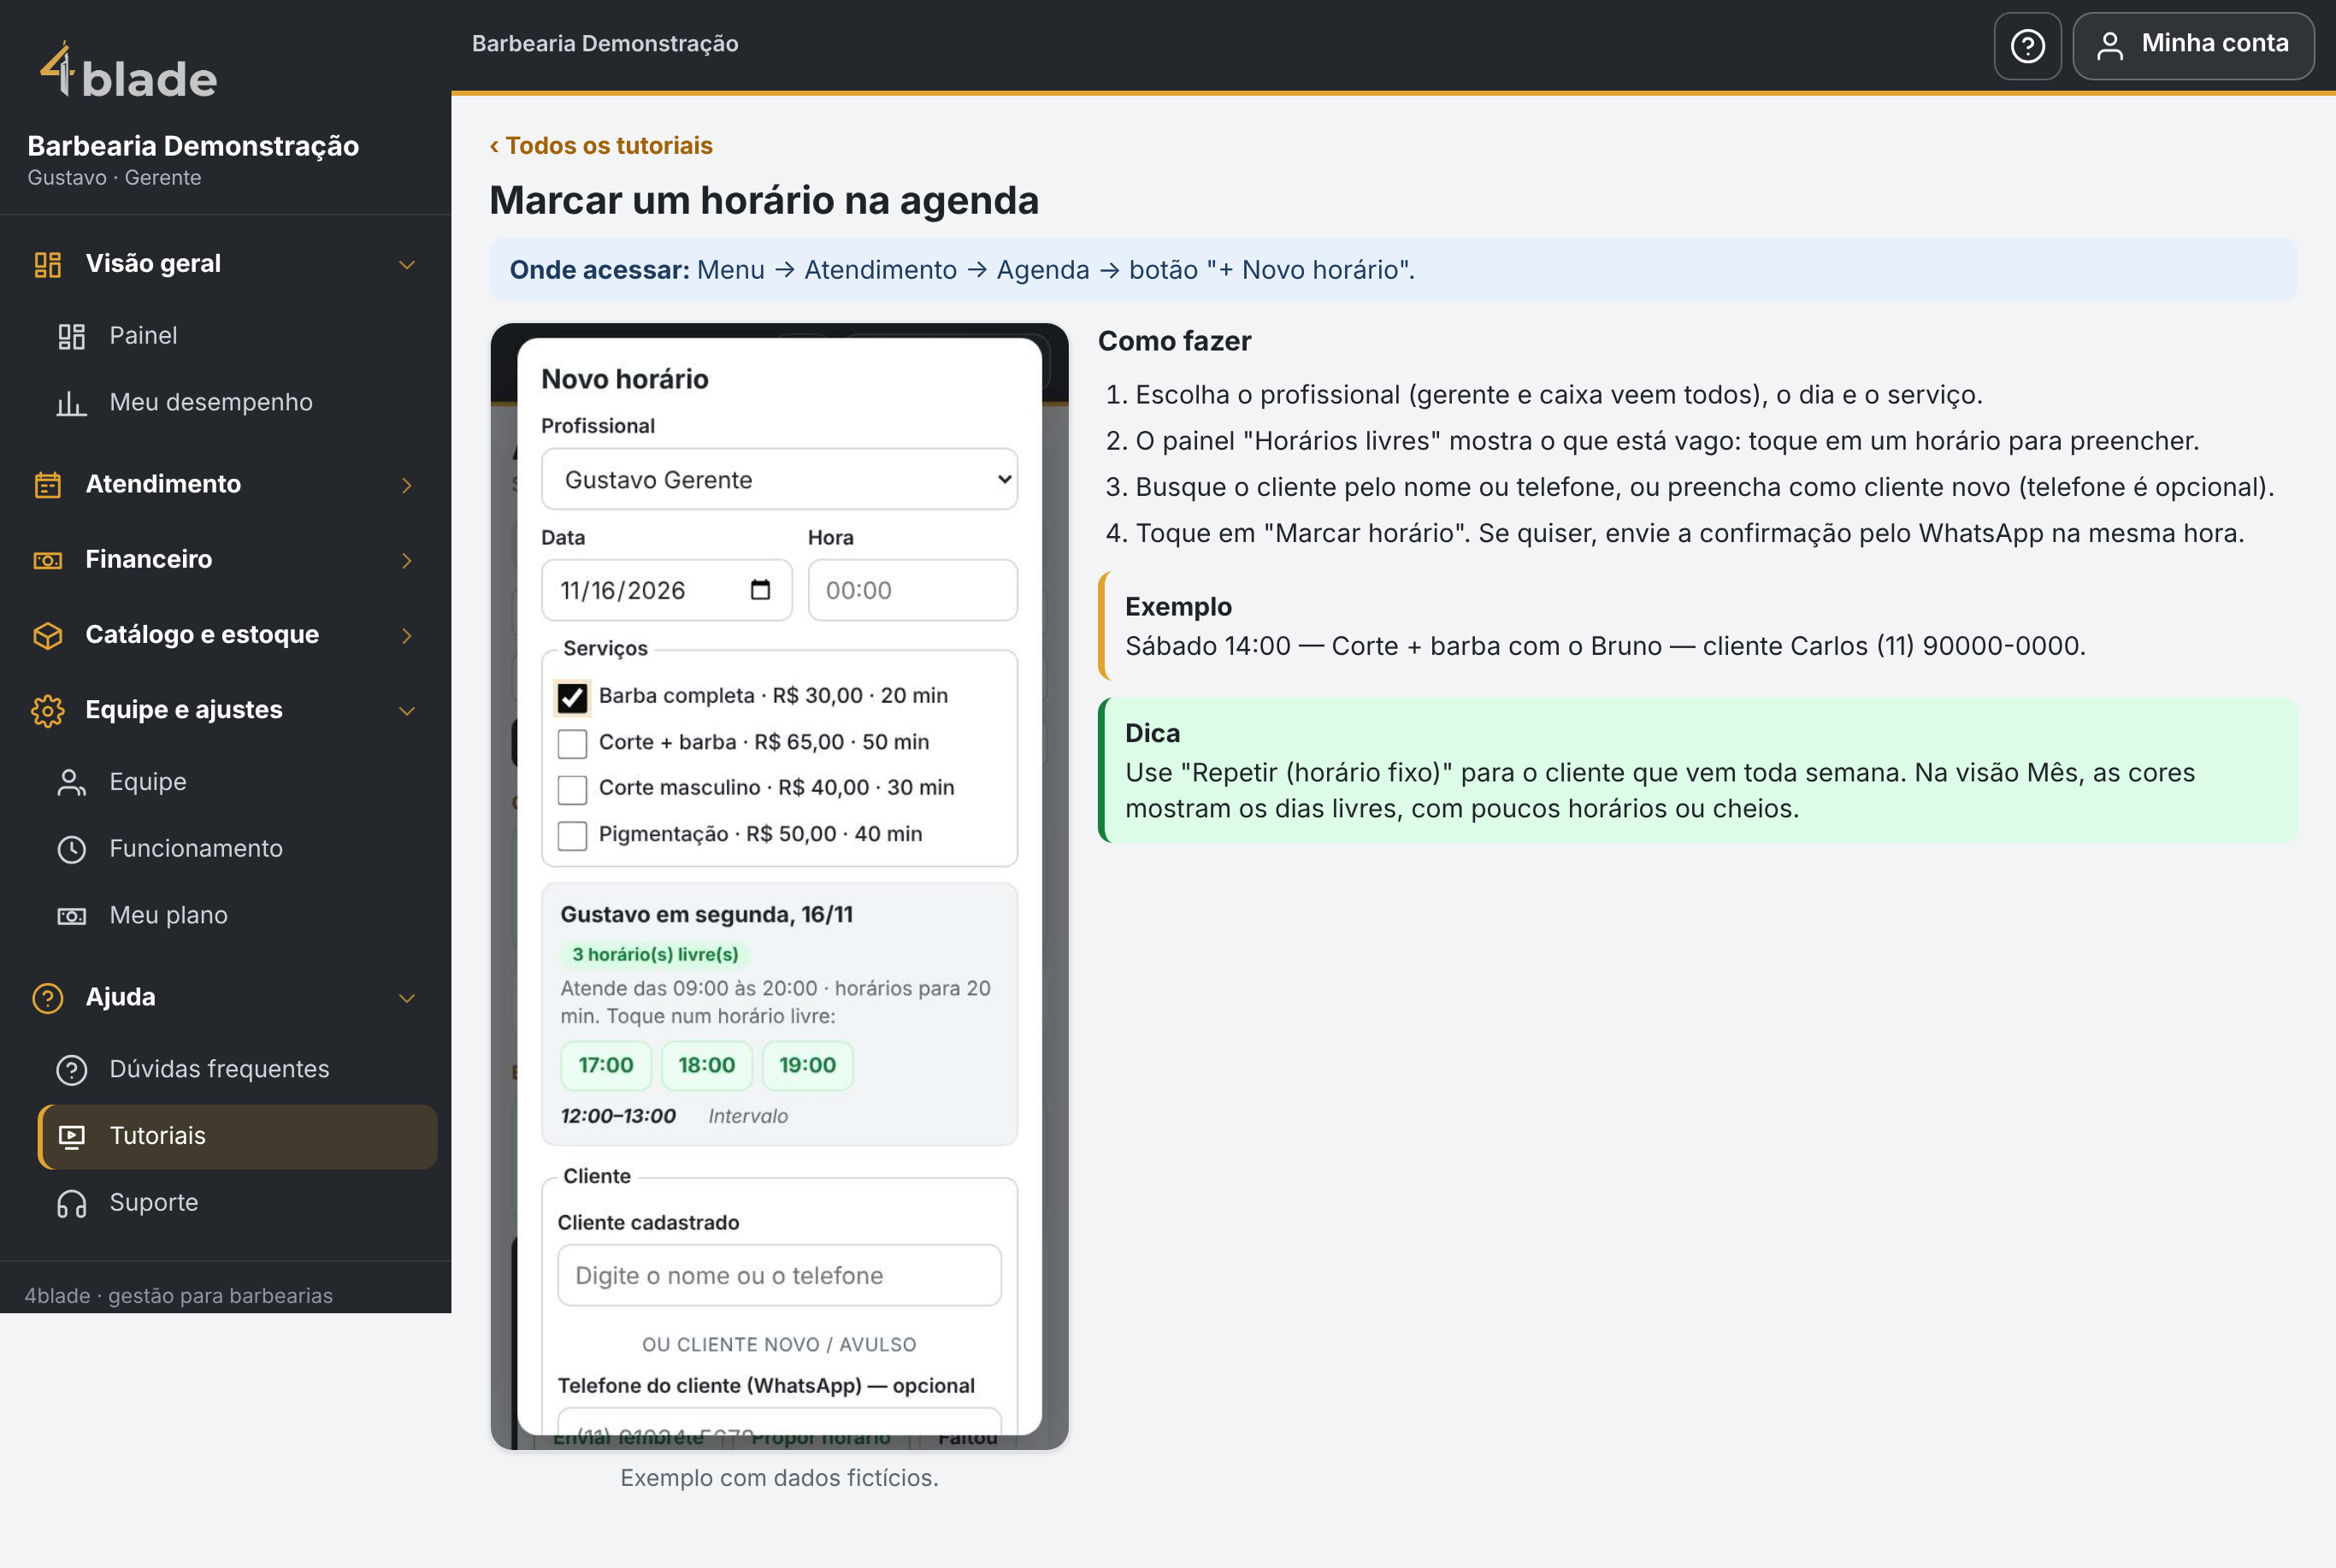 4blade
Barbearia Demonstração
Gustavo · Gerente
Visão geral
Painel
Meu desempenho
Atendimento
Financeiro
Catálogo e estoque
Equipe e ajustes
Equipe
Funcionamento
Meu plano
Ajuda
Dúvidas frequentes
Tutoriais
Suporte
4blade · gestão para barbearias
Barbearia Demonstração
Minha conta
‹ Todos os tutoriais
Marcar um horário na agenda
Onde acessar: Menu → Atendimento → Agenda → botão "+ Novo horário".
Novo horário
Profissional
Gustavo Gerente
Data
Hora
11/16/2026
00:00
Serviços
Barba completa · R$ 30,00 · 20 min
Corte + barba · R$ 65,00 · 50 min
Corte masculino · R$ 40,00 · 30 min
Pigmentação · R$ 50,00 · 40 min
Gustavo em segunda, 16/11
3 horário(s) livre(s)
Atende das 09:00 às 20:00 · horários para 20
min. Toque num horário livre:
17:00 18:00 19:00
12:00–13:00 Intervalo
Cliente
Cliente cadastrado
Digite o nome ou o telefone
OU CLIENTE NOVO / AVULSO
Telefone do cliente (WhatsApp) — opcional
Enviar lembrete Propor horário Faltou
Exemplo com dados fictícios.
Como fazer
1. Escolha o profissional (gerente e caixa veem todos), o dia e o serviço.
2. O painel "Horários livres" mostra o que está vago: toque em um horário para preencher.
3. Busque o cliente pelo nome ou telefone, ou preencha como cliente novo (telefone é opcional).
4. Toque em "Marcar horário". Se quiser, envie a confirmação pelo WhatsApp na mesma hora.
Exemplo
Sábado 14:00 — Corte + barba com o Bruno — cliente Carlos (11) 90000-0000.
Dica
Use "Repetir (horário fixo)" para o cliente que vem toda semana. Na visão Mês, as cores
mostram os dias livres, com poucos horários ou cheios.